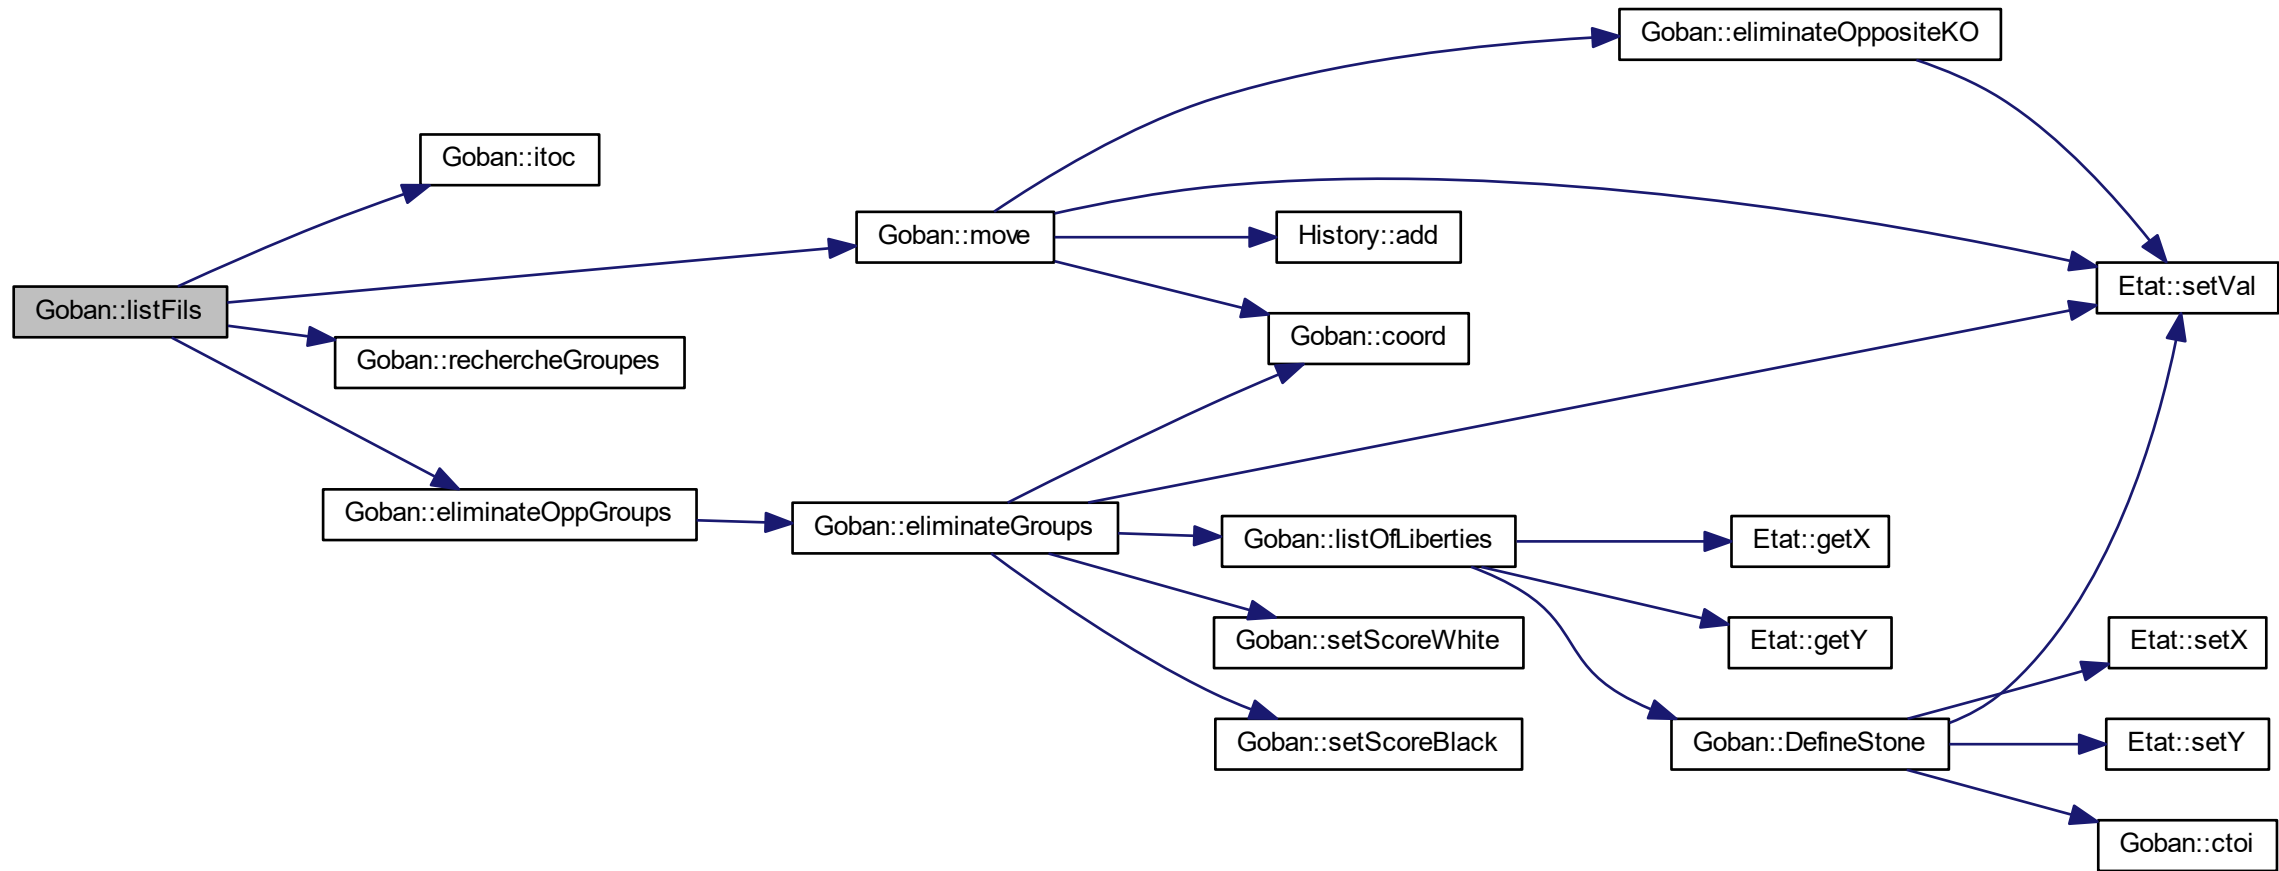 Goban::eliminateOppositeKO
Goban::itoc
Goban::move
History::add
Etat::setVal
Goban::listFils
Goban::coord
Goban::rechercheGroupes
Goban::eliminateOppGroups
Goban::eliminateGroups
Goban::listOfLiberties
Etat::getX
Goban::setScoreWhite
Etat::getY
Etat::setX
Goban::setScoreBlack
Goban::DefineStone
Etat::setY
Goban::ctoi